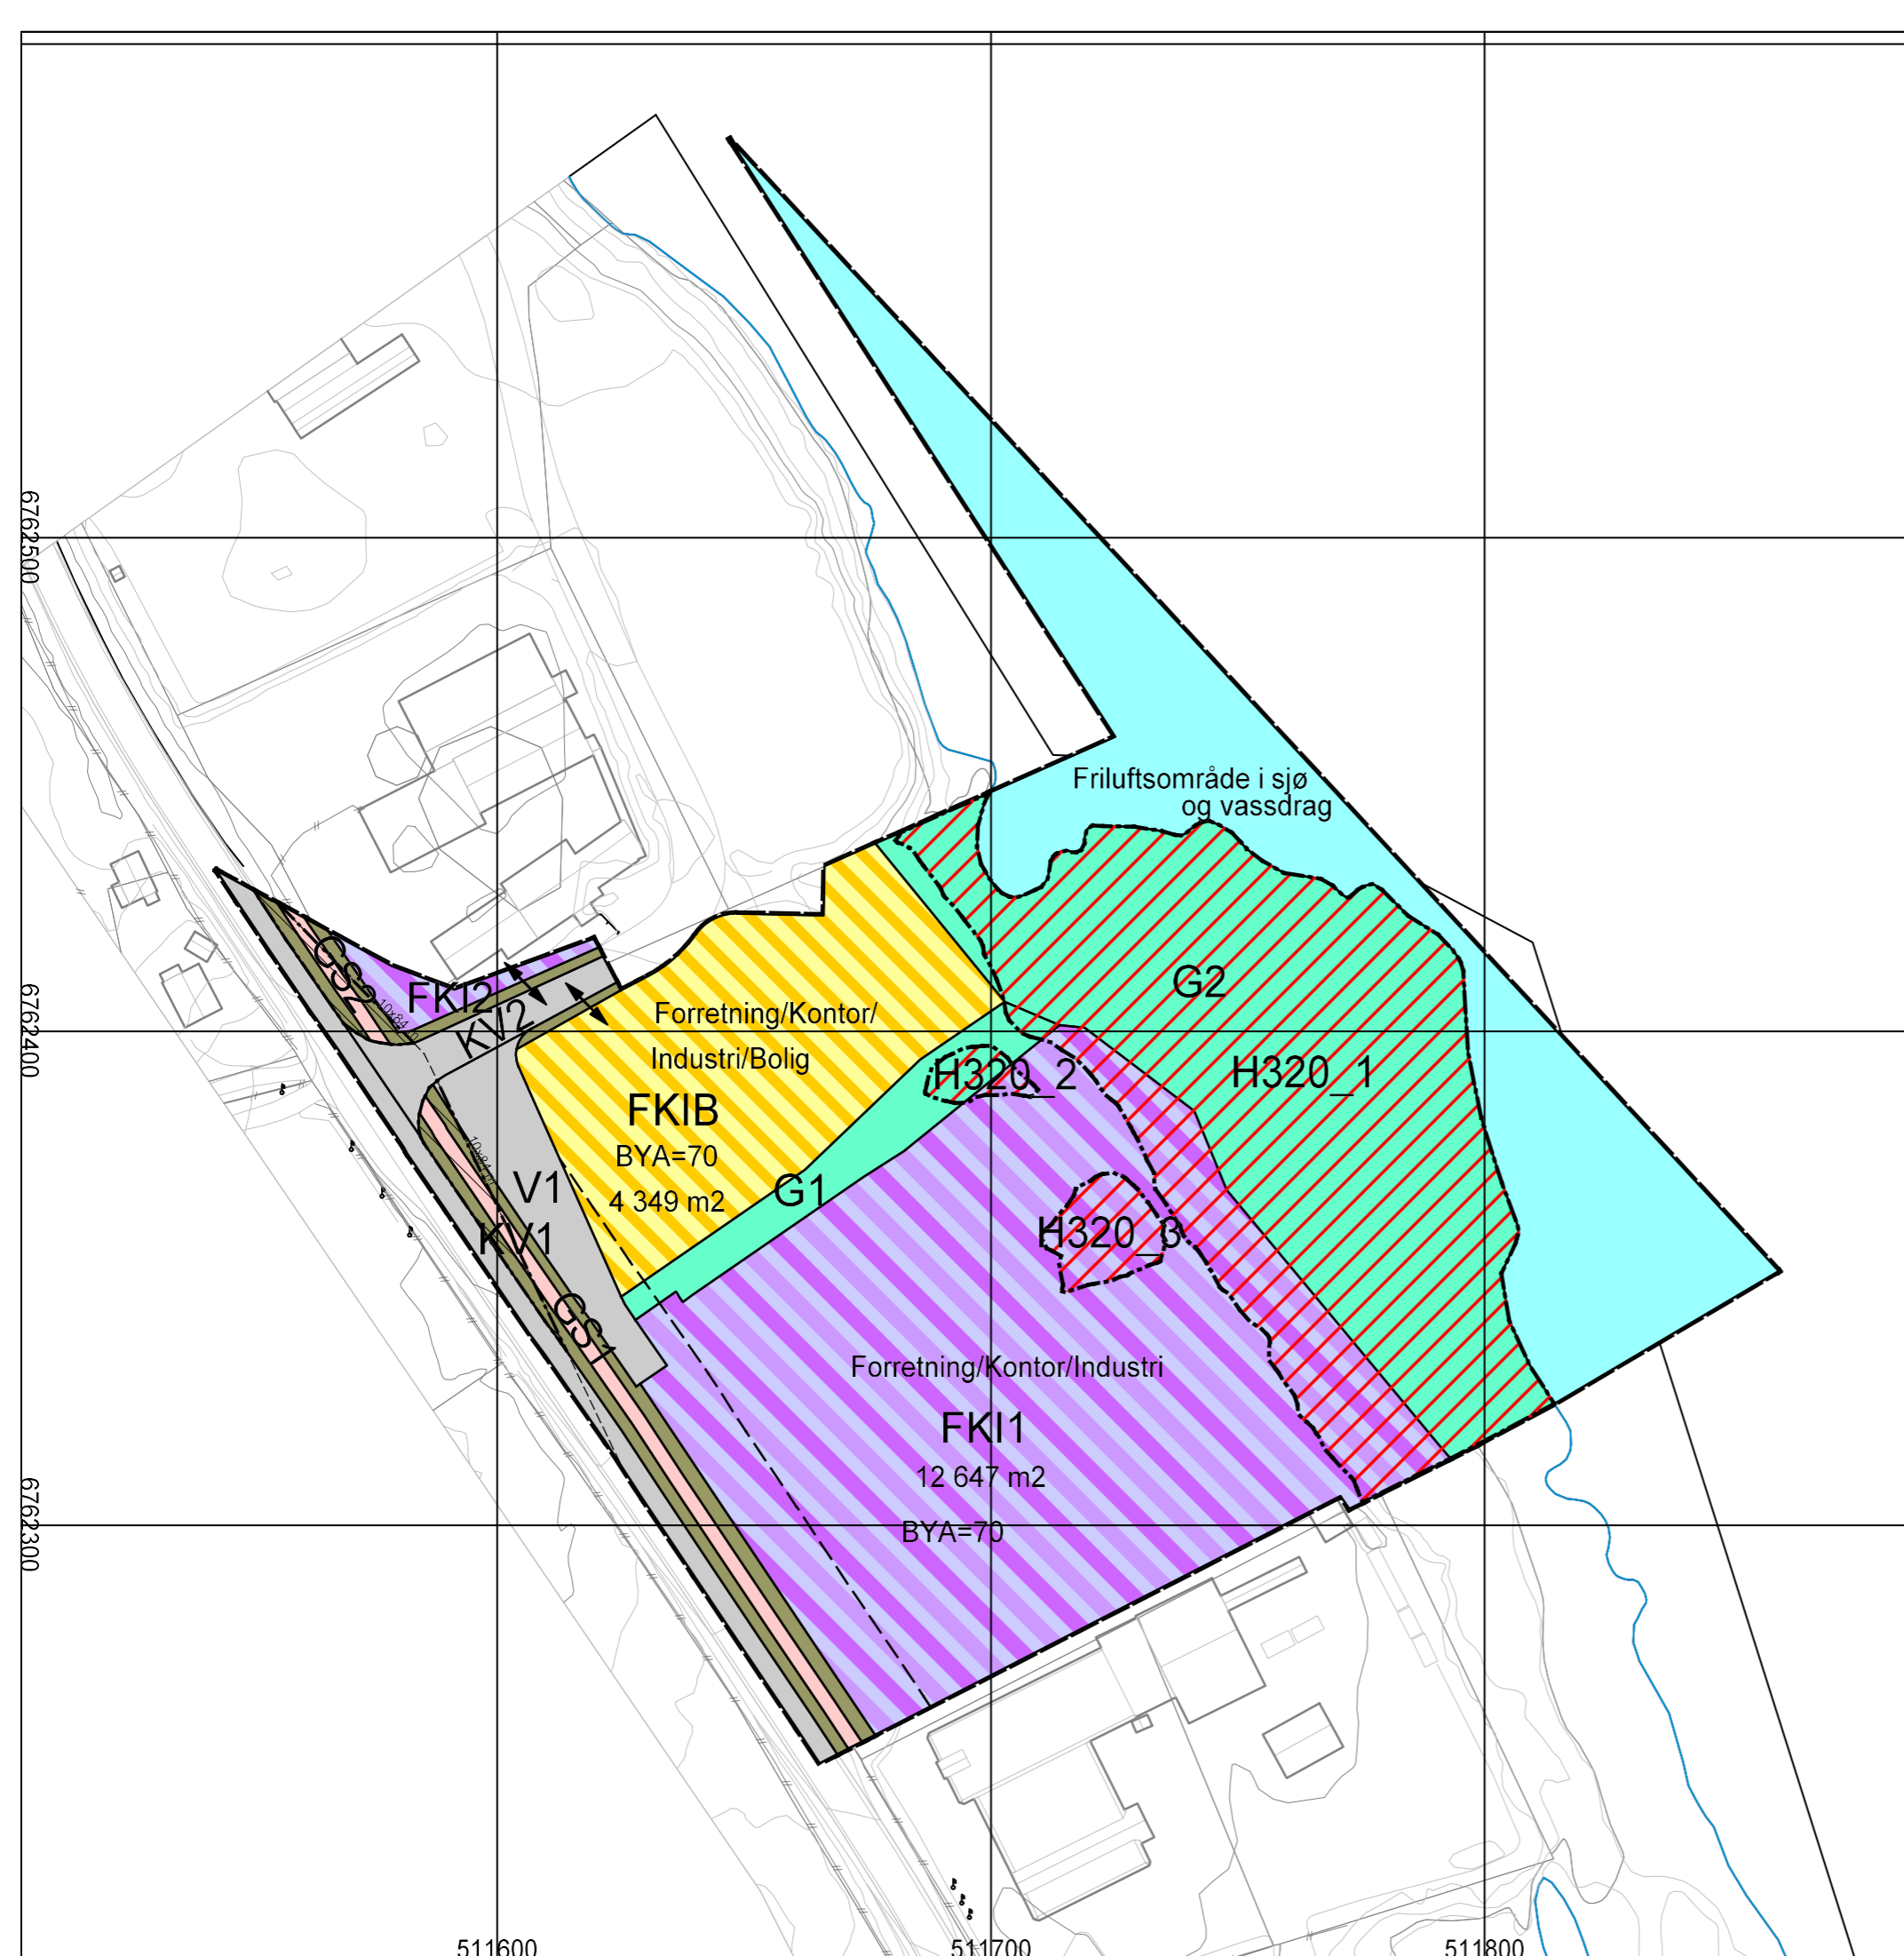 6762500
Friluftsområde i sjø
og vassdrag
GS2
G2
FKI2
10x84 m
KV2
Forretning/Kontor/
6762400
Industri/Bolig
H320_2
H320_1
FKIB
BYA=70
10x84 m
V1
G1
4 349 m2
KV1
H320_3
GS1
Forretning/Kontor/Industri
FKI1
12 647 m2
6762300
BYA=70
511600
511700
511800